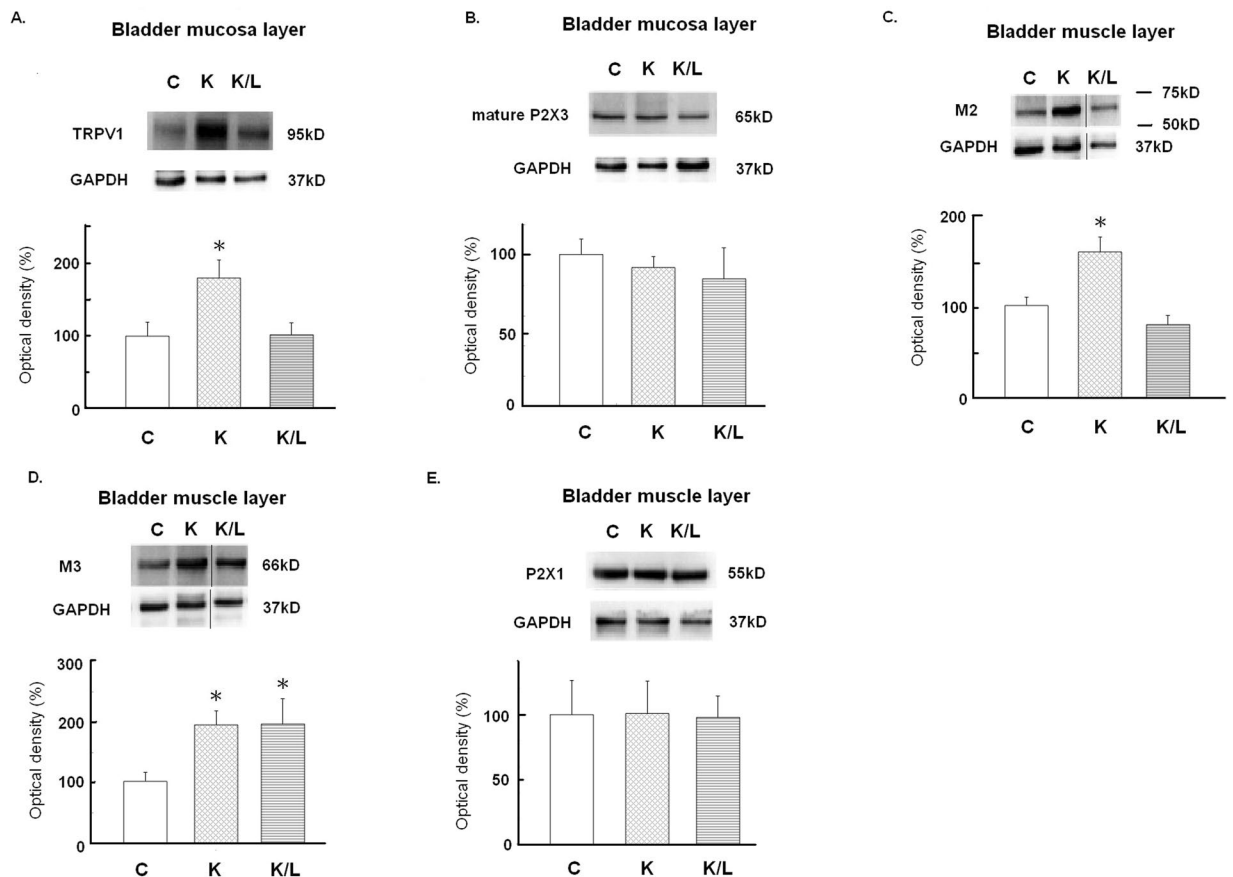 A.
Bladder mucosa layer
C K K/L
TRPV1 95kD
GAPDH 37kD
Optical density (%)
200
100
0
C K K/L
B.
Bladder mucosa layer
C K K/L
mature P2X3 65kD
GAPDH 37kD
Optical density (%)
100
50
0
C K K/L
C.
Bladder muscle layer
C K K/L
75kD
M2
50kD
GAPDH 37kD
Optical density (%)
200
100
0
C K K/L
D.
Bladder muscle layer
C K K/L
M3 66kD
GAPDH 37kD
Optical density (%)
300
200
100
0
C K K/L
E.
Bladder muscle layer
C K K/L
P2X1 55kD
GAPDH 37kD
Optical density (%)
100
50
0
C K K/L